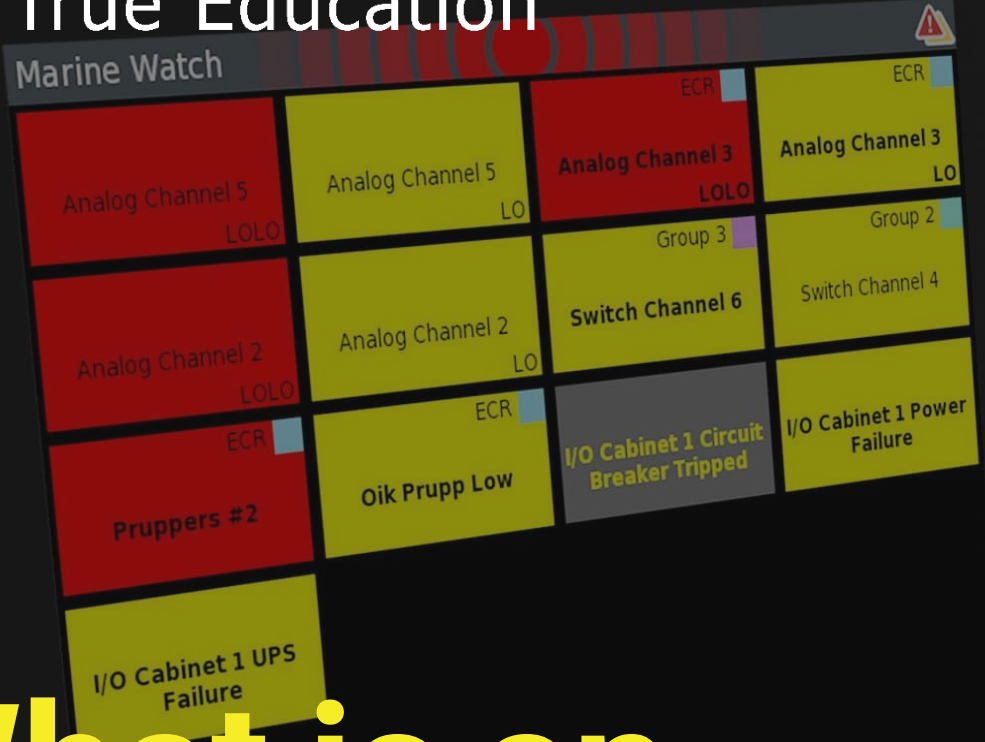 True Education
Marine Watch
Analog Channel 5
LOLO
Analog Channel 5
LO
ECR
Analog Channel 3
LOLO
ECR
Analog Channel 3
LO
Analog Channel 2
LOLO
Analog Channel 2
LO
Group 3
Switch Channel 6
Group 2
Switch Channel 4
ECR
Pruppers #2
ECR
Oik Prupp Low
I/O Cabinet 1 Circuit
Breaker Tripped
I/O Cabinet 1 Power
Failure
I/O Cabinet 1 UPS
Failure
What is an